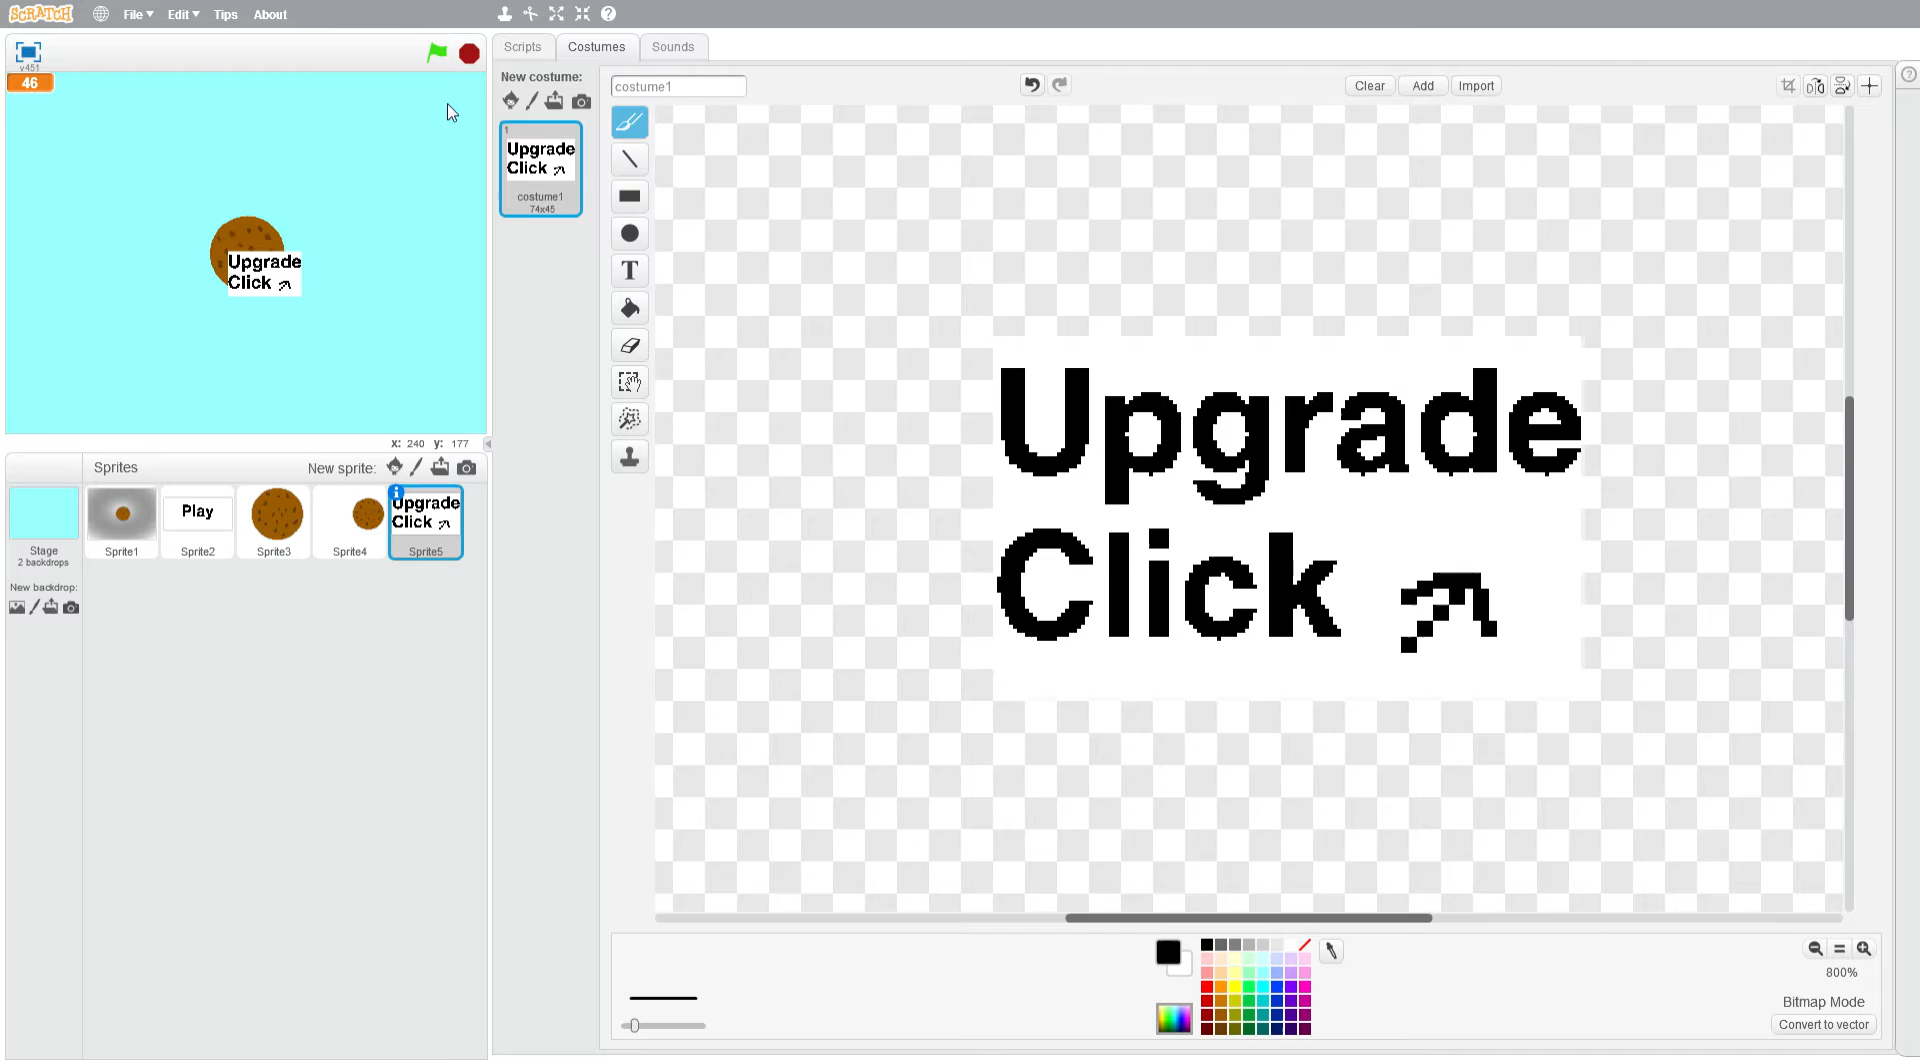 SCRATCH File Edit Tips About
v451
46
Upgrade
Click
x: 240 y: 177
Sprites New sprite:
Stage
2 backdrops
New backdrop:
Sprite1
Play
Sprite2
Sprite3
Sprite4
Upgrade
Click
Sprite5
Scripts Costumes Sounds
New costume:
1
Upgrade
Click
costume1
74x45
costume1
Clear Add Import
T
Upgrade
Click
800%
Bitmap Mode
Convert to vector